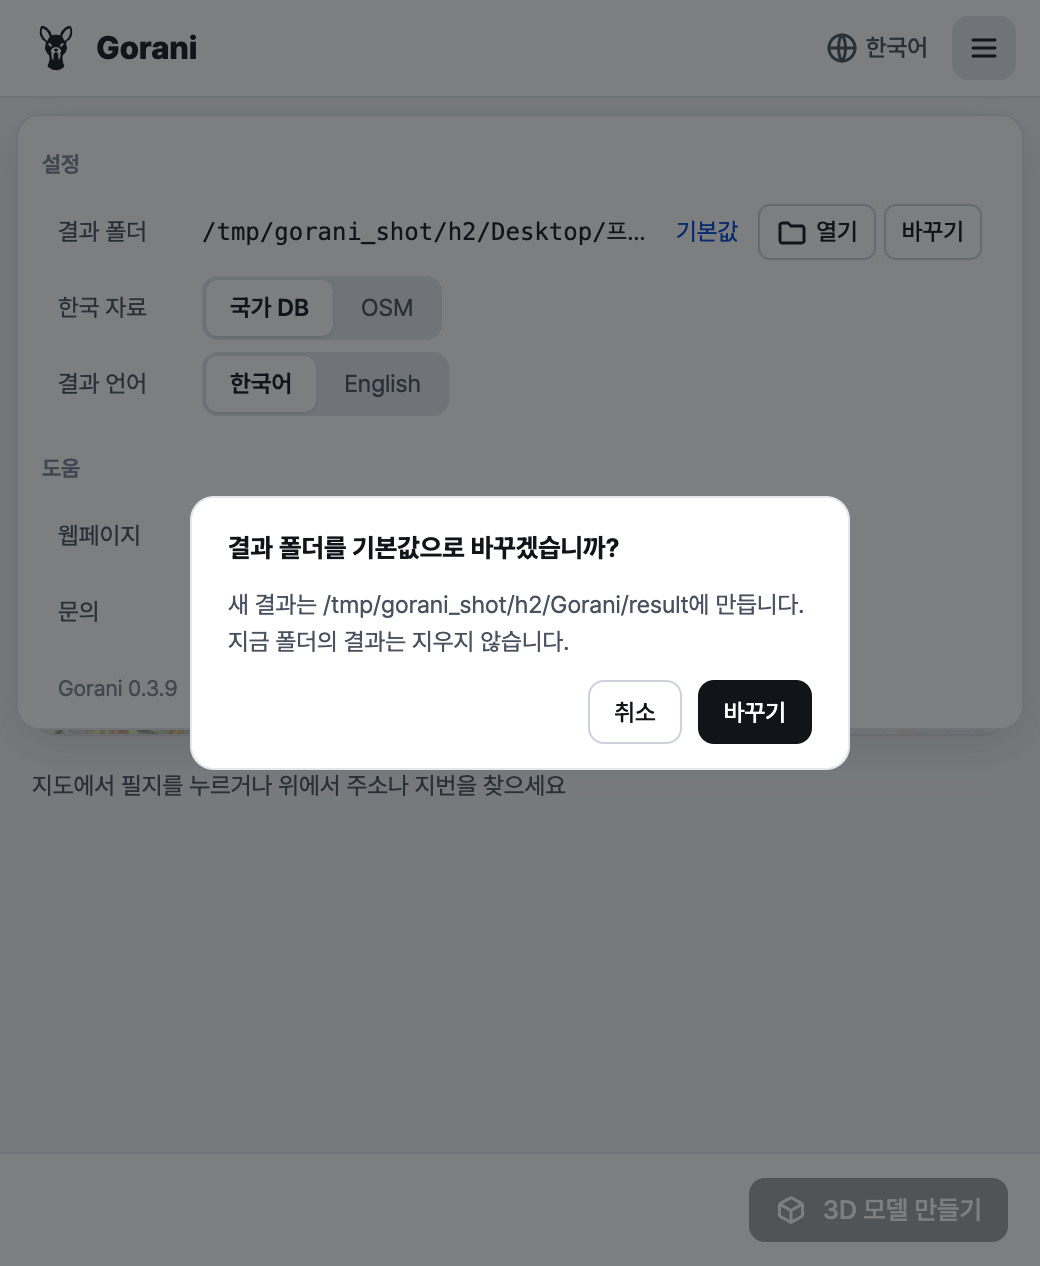 Gorani
한국어
설정
결과 폴더 /tmp/gorani_shot/h2/Desktop/프... 기본값 열기 바꾸기
한국 자료 국가 DB OSM
결과 언어 한국어 English
도움
웹페이지
문의
Gorani 0.3.9
결과 폴더를 기본값으로 바꾸겠습니까?
새 결과는 /tmp/gorani_shot/h2/Gorani/result에 만듭니다.
지금 폴더의 결과는 지우지 않습니다.
취소 바꾸기
지도에서 필지를 누르거나 위에서 주소나 지번을 찾으세요
3D 모델 만들기